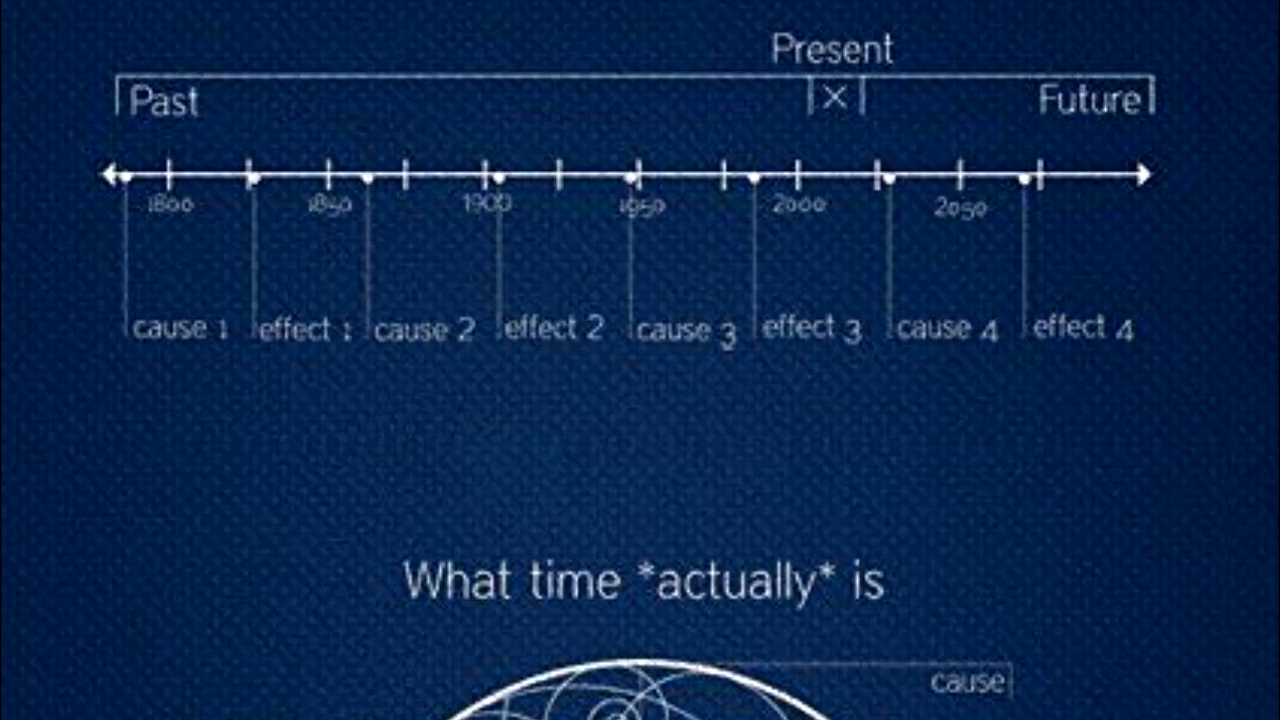 Present
Past × Future
1800 1850 1900 1950 2000 2050
cause 1 effect 1 cause 2 effect 2 cause 3 effect 3 cause 4 effect 4
What time *actually* is
cause